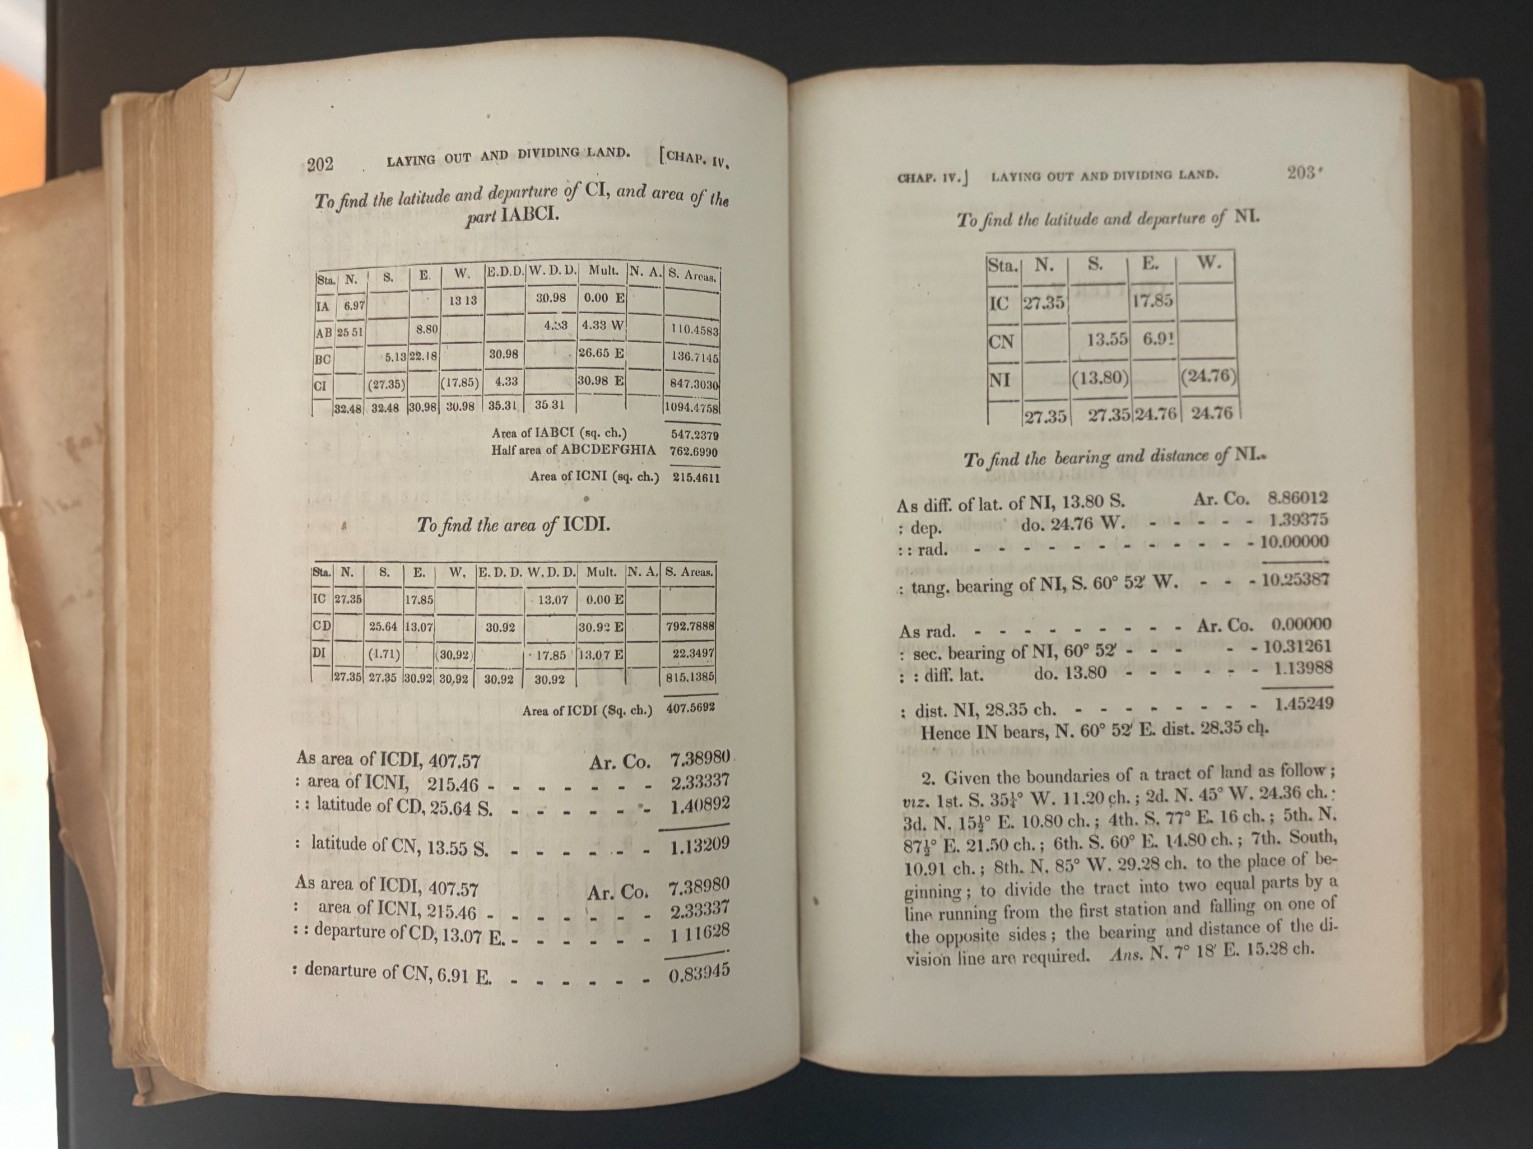 202 LAYING OUT AND DIVIDING LAND. [CHAP. IV.
To find the latitude and departure of CI, and area of the
part IABCI.
Sta. N. S. E. W. E.D.D. W. D. D. Mult. N. A. S. Areas.
IA 6.97 13 13 30.98 0.00 E
AB 25 51 8.80 4.33 4.33 W 110.4583
BC 5.13 22.18 30.98 26.65 E 136.7145
CI (27.35) (17.85) 4.33 30.98 E 847.3030
32.48 32.48 30.98 30.98 35.31 35 31 1094.4758
Area of IABCI (sq. ch.) 547.2379
Half area of ABCDEFGHIA 762.6990
Area of ICNI (sq. ch.) 215.4611
To find the area of ICDI.
Sta. N. S. E. W. E. D. D. W. D. D. Mult. N. A. S. Areas.
IC 27.35 17.85 13.07 0.00 E
CD 25.64 13.07 30.92 30.92 E 792.7888
DI (1.71) (30.92) 17.85 13.07 E 22.3497
27.35 27.35 30.92 30.92 30.92 30.92 815.1385
Area of ICDI (Sq. ch.) 407.5692
As area of ICDI, 407.57 Ar. Co. 7.38980
: area of ICNI, 215.46 - - - - - - - 2.33337
: : latitude of CD, 25.64 S. - - - - - - 1.40892
: latitude of CN, 13.55 S. - - - - - - 1.13209
As area of ICDI, 407.57 Ar. Co. 7.38980
: area of ICNI, 215.46 - - - - - - - 2.33337
: : departure of CD, 13.07 E. - - - - - - 1 11628
: departure of CN, 6.91 E. - - - - - - 0.83945
CHAP. IV.] LAYING OUT AND DIVIDING LAND. 203
To find the latitude and departure of NI.
Sta. N. S. E. W.
IC 27.35 17.85
CN 13.55 6.91
NI (13.80) (24.76)
27.35 27.35 24.76 24.76
To find the bearing and distance of NI.
As diff. of lat. of NI, 13.80 S. Ar. Co. 8.86012
: dep. do. 24.76 W. - - - - - 1.39375
: : rad. - - - - - - - - - - - - 10.00000
: tang. bearing of NI, S. 60° 52′ W. - - - 10.25387
As rad. - - - - - - - - - Ar. Co. 0.00000
: sec. bearing of NI, 60° 52′ - - - - - 10.31261
: : diff. lat. do. 13.80 - - - - - - - 1.13988
: dist. NI, 28.35 ch. - - - - - - - - 1.45249
Hence IN bears, N. 60° 52′ E. dist. 28.35 ch.
2. Given the boundaries of a tract of land as follow;
viz. 1st. S. 35¼° W. 11.20 ch.; 2d. N. 45° W. 24.36 ch.;
3d. N. 15½° E. 10.80 ch.; 4th. S. 77° E. 16 ch.; 5th. N.
87½° E. 21.50 ch.; 6th. S. 60° E. 14.80 ch.; 7th. South,
10.91 ch.; 8th. N. 85° W. 29.28 ch. to the place of be-
ginning; to divide the tract into two equal parts by a
line running from the first station and falling on one of
the opposite sides; the bearing and distance of the di-
vision line are required. Ans. N. 7° 18′ E. 15.28 ch.